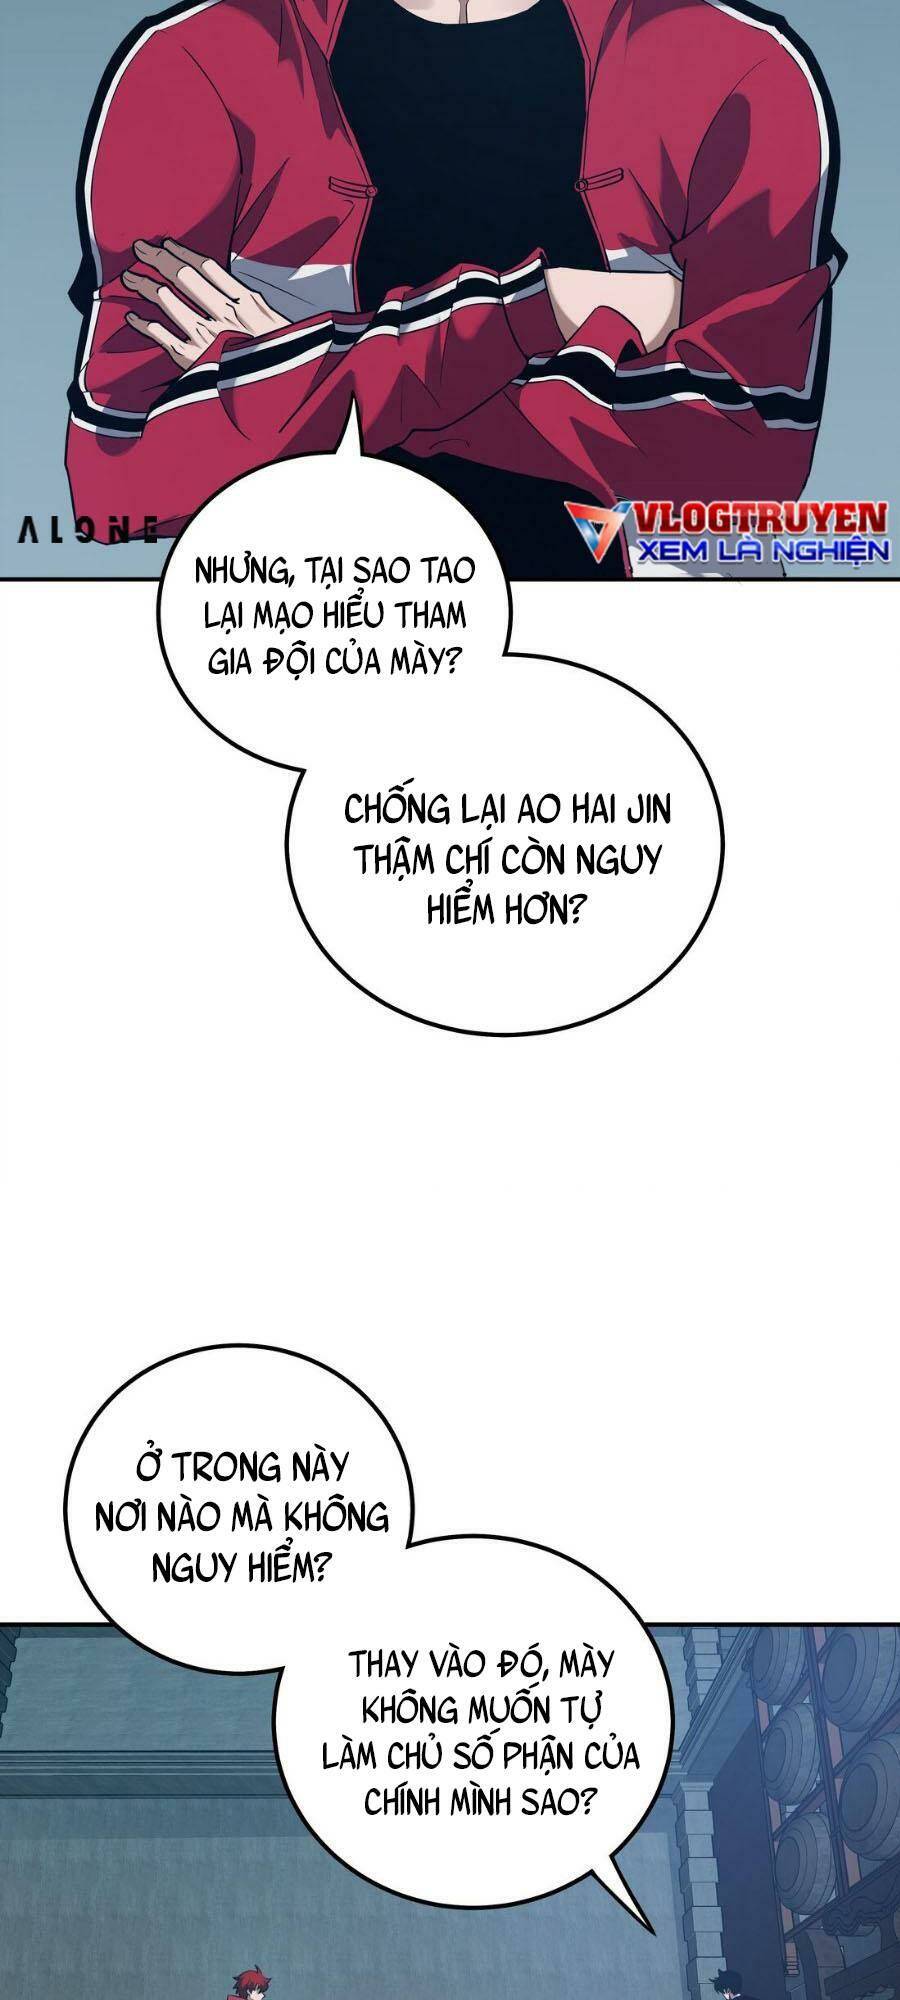 ALONE
VLOGTRUYEN
XEM LÀ NGHIỆN
NHƯNG, TẠI SAO TAO
LẠI MẠO HIỂU THAM
GIA ĐỘI CỦA MÀY?
CHỐNG LẠI AO HAI JIN
THẬM CHÍ CÒN NGUY
HIỂM HƠN?
Ở TRONG NÀY
NƠI NÀO MÀ KHÔNG
NGUY HIỂM?
THAY VÀO ĐÓ, MÀY
KHÔNG MUỐN TỰ
LÀM CHỦ SỐ PHẬN CỦA
CHÍNH MÌNH SAO?